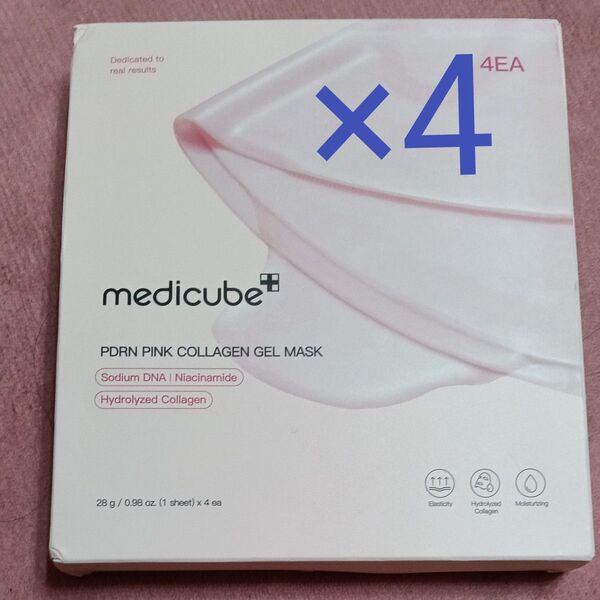 Dedicated to
real results
4EA
×4
medicube
PDRN PINK COLLAGEN GEL MASK
Sodium DNA | Niacinamide
Hydrolyzed Collagen
28 g / 0.98 oz. (1 sheet) x 4 ea
Elasticity
Hydrolyzed
Collagen
Moisturizing